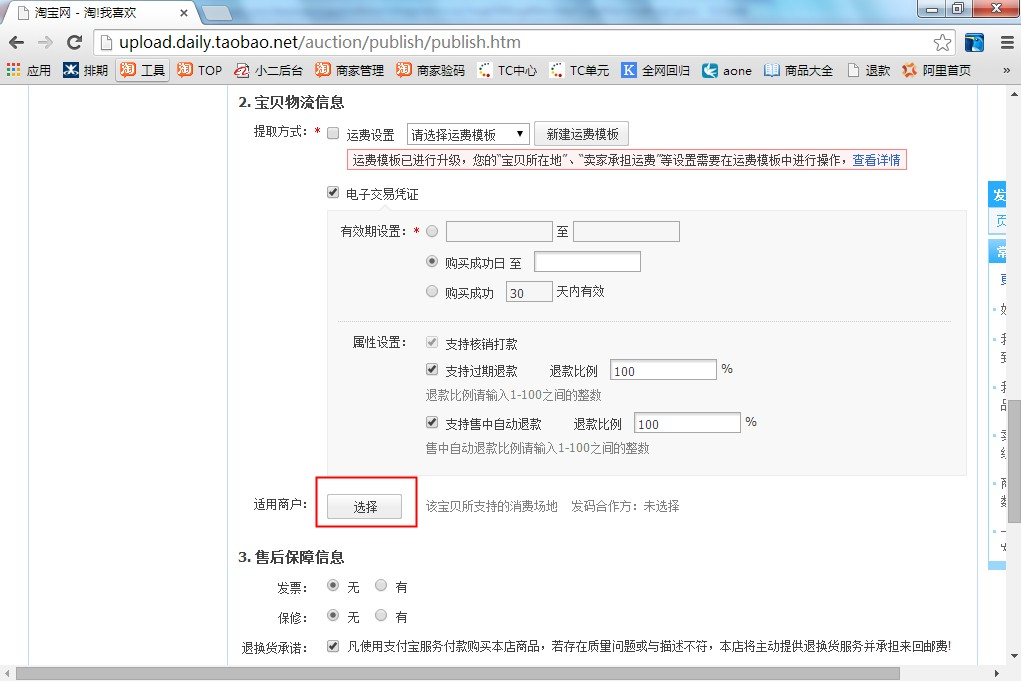 淘宝网 - 淘!我喜欢
upload.daily.taobao.net/auction/publish/publish.htm
应用 排期 工具 TOP 小二后台 商家管理 商家验码 TC中心 TC单元 全网回归 aone 商品大全 退款 阿里首页 »
2. 宝贝物流信息
提取方式: * 运费设置 请选择运费模板 新建运费模板
运费模板已进行升级，您的“宝贝所在地”、“卖家承担运费”等设置需要在运费模板中进行操作，查看详情
电子交易凭证
有效期设置: * 至
购买成功日 至
购买成功 30 天内有效
属性设置: 支持核销打款
支持过期退款 退款比例 100 %
退款比例请输入1-100之间的整数
支持售中自动退款 退款比例 100 %
售中自动退款比例请输入1-100之间的整数
适用商户: 选择 该宝贝所支持的消费场地 发码合作方: 未选择
3. 售后保障信息
发票: 无 有
保修: 无 有
退换货承诺: 凡使用支付宝服务付款购买本店商品，若存在质量问题或与描述不符，本店将主动提供退换货服务并承担来回邮费!